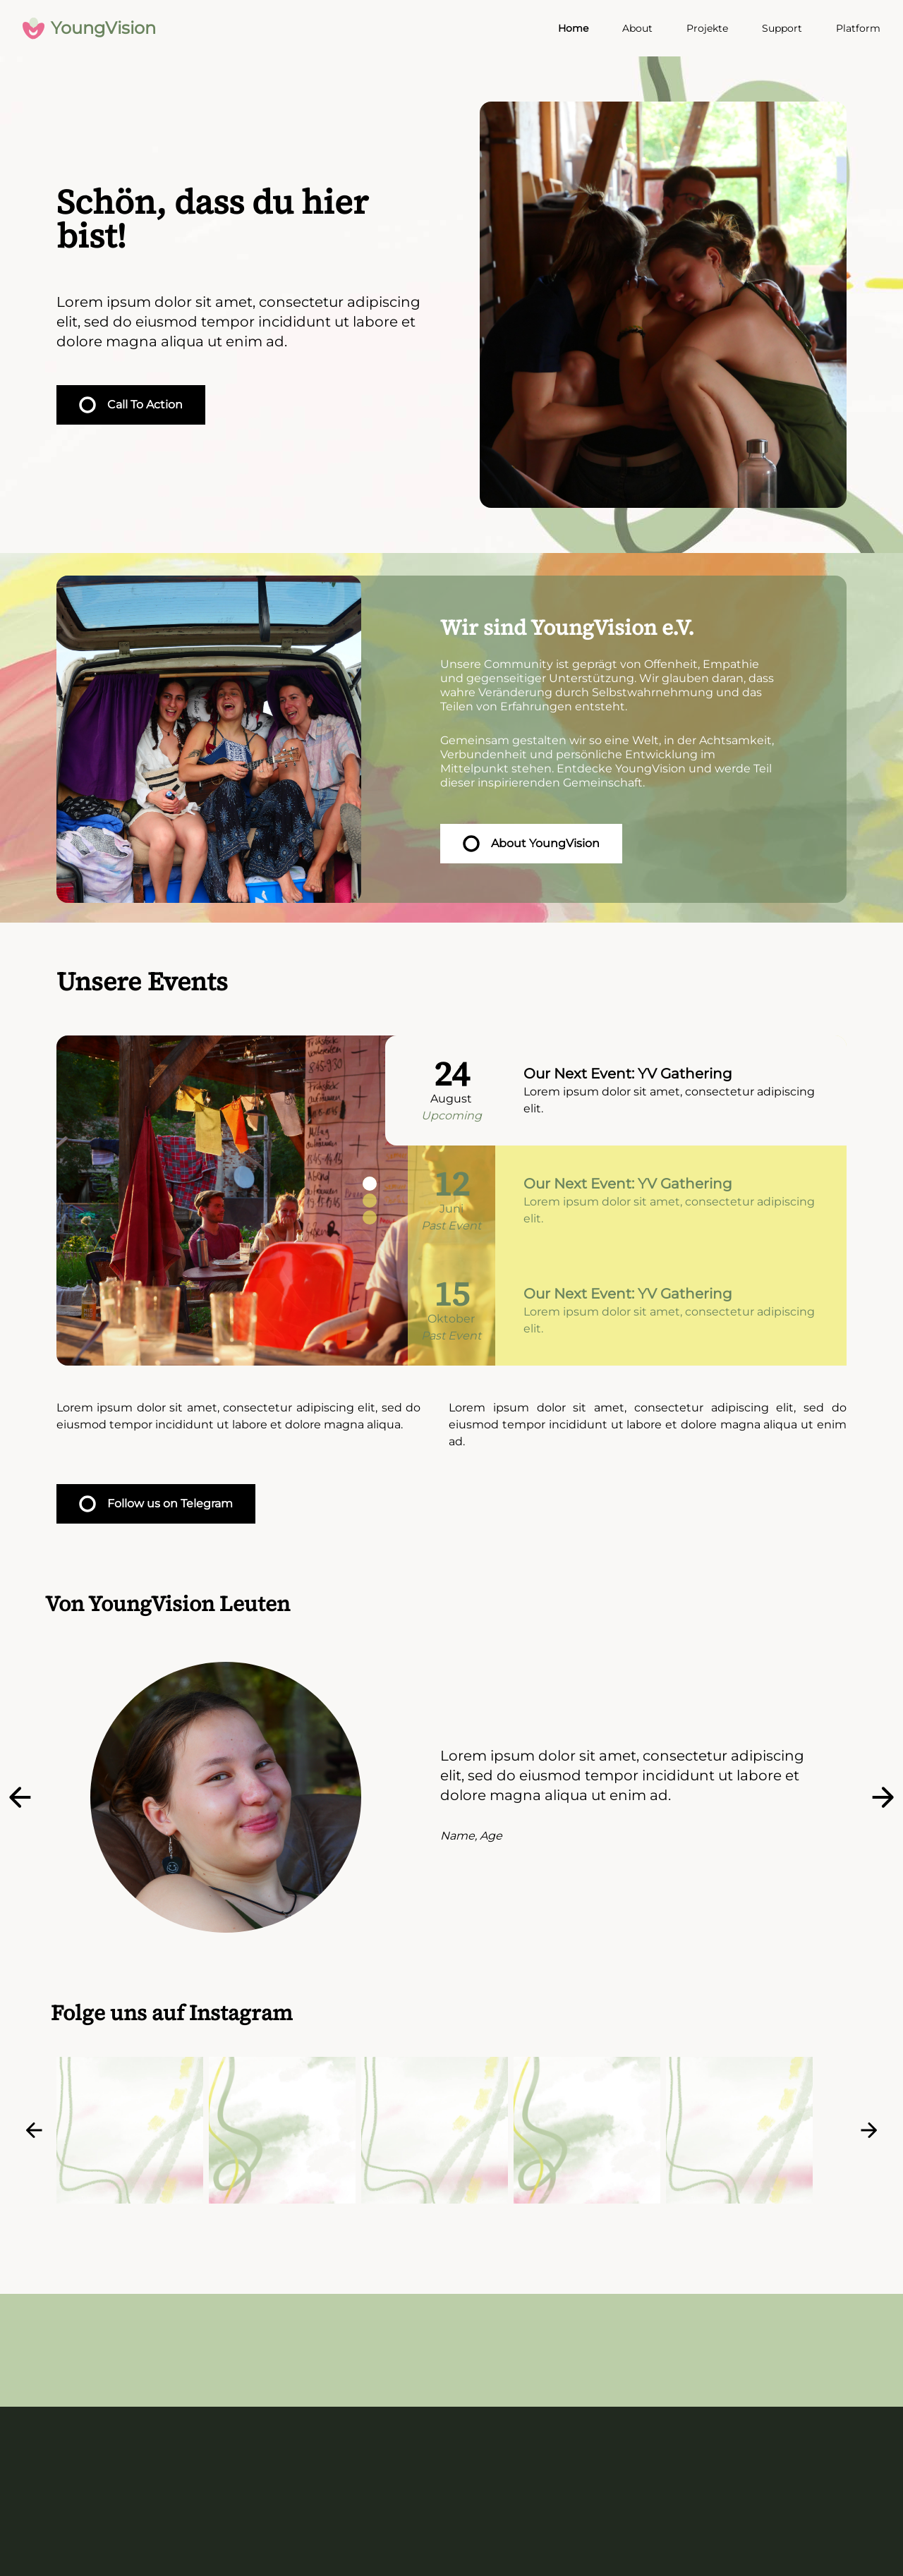 YoungVision
Home About Projekte Support Platform
Schön, dass du hier
bist!
Lorem ipsum dolor sit amet, consectetur adipiscing
elit, sed do eiusmod tempor incididunt ut labore et
dolore magna aliqua ut enim ad.
Call To Action
Wir sind YoungVision e.V.
Unsere Community ist geprägt von Offenheit, Empathie
und gegenseitiger Unterstützung. Wir glauben daran, dass
wahre Veränderung durch Selbstwahrnehmung und das
Teilen von Erfahrungen entsteht.
Gemeinsam gestalten wir so eine Welt, in der Achtsamkeit,
Verbundenheit und persönliche Entwicklung im
Mittelpunkt stehen. Entdecke YoungVision und werde Teil
dieser inspirierenden Gemeinschaft.
About YoungVision
Unsere Events
24
August
Upcoming
Our Next Event: YV Gathering
Lorem ipsum dolor sit amet, consectetur adipiscing
elit.
12
Juni
Past Event
Our Next Event: YV Gathering
Lorem ipsum dolor sit amet, consectetur adipiscing
elit.
15
Oktober
Past Event
Our Next Event: YV Gathering
Lorem ipsum dolor sit amet, consectetur adipiscing
elit.
Lorem ipsum dolor sit amet, consectetur adipiscing elit, sed do
eiusmod tempor incididunt ut labore et dolore magna aliqua.
Lorem ipsum dolor sit amet, consectetur adipiscing elit, sed do
eiusmod tempor incididunt ut labore et dolore magna aliqua ut enim
ad.
Follow us on Telegram
Von YoungVision Leuten
Lorem ipsum dolor sit amet, consectetur adipiscing
elit, sed do eiusmod tempor incididunt ut labore et
dolore magna aliqua ut enim ad.
Name, Age
Folge uns auf Instagram